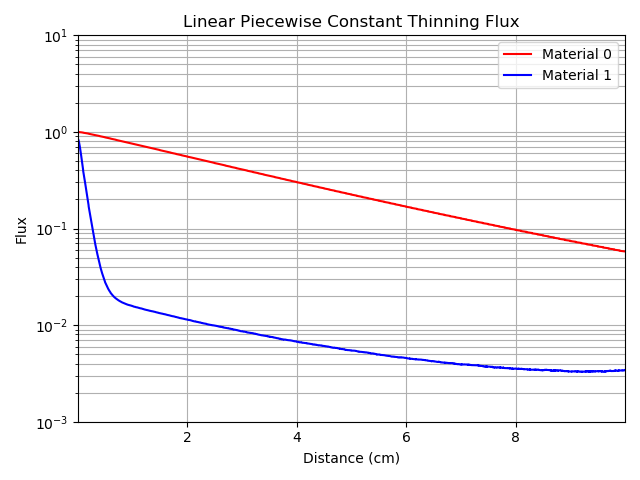 Linear Piecewise Constant Thinning Flux
Material 0
Material 1
10^1
10^0
10^-1
10^-2
10^-3
Flux
2 4 6 8
Distance (cm)